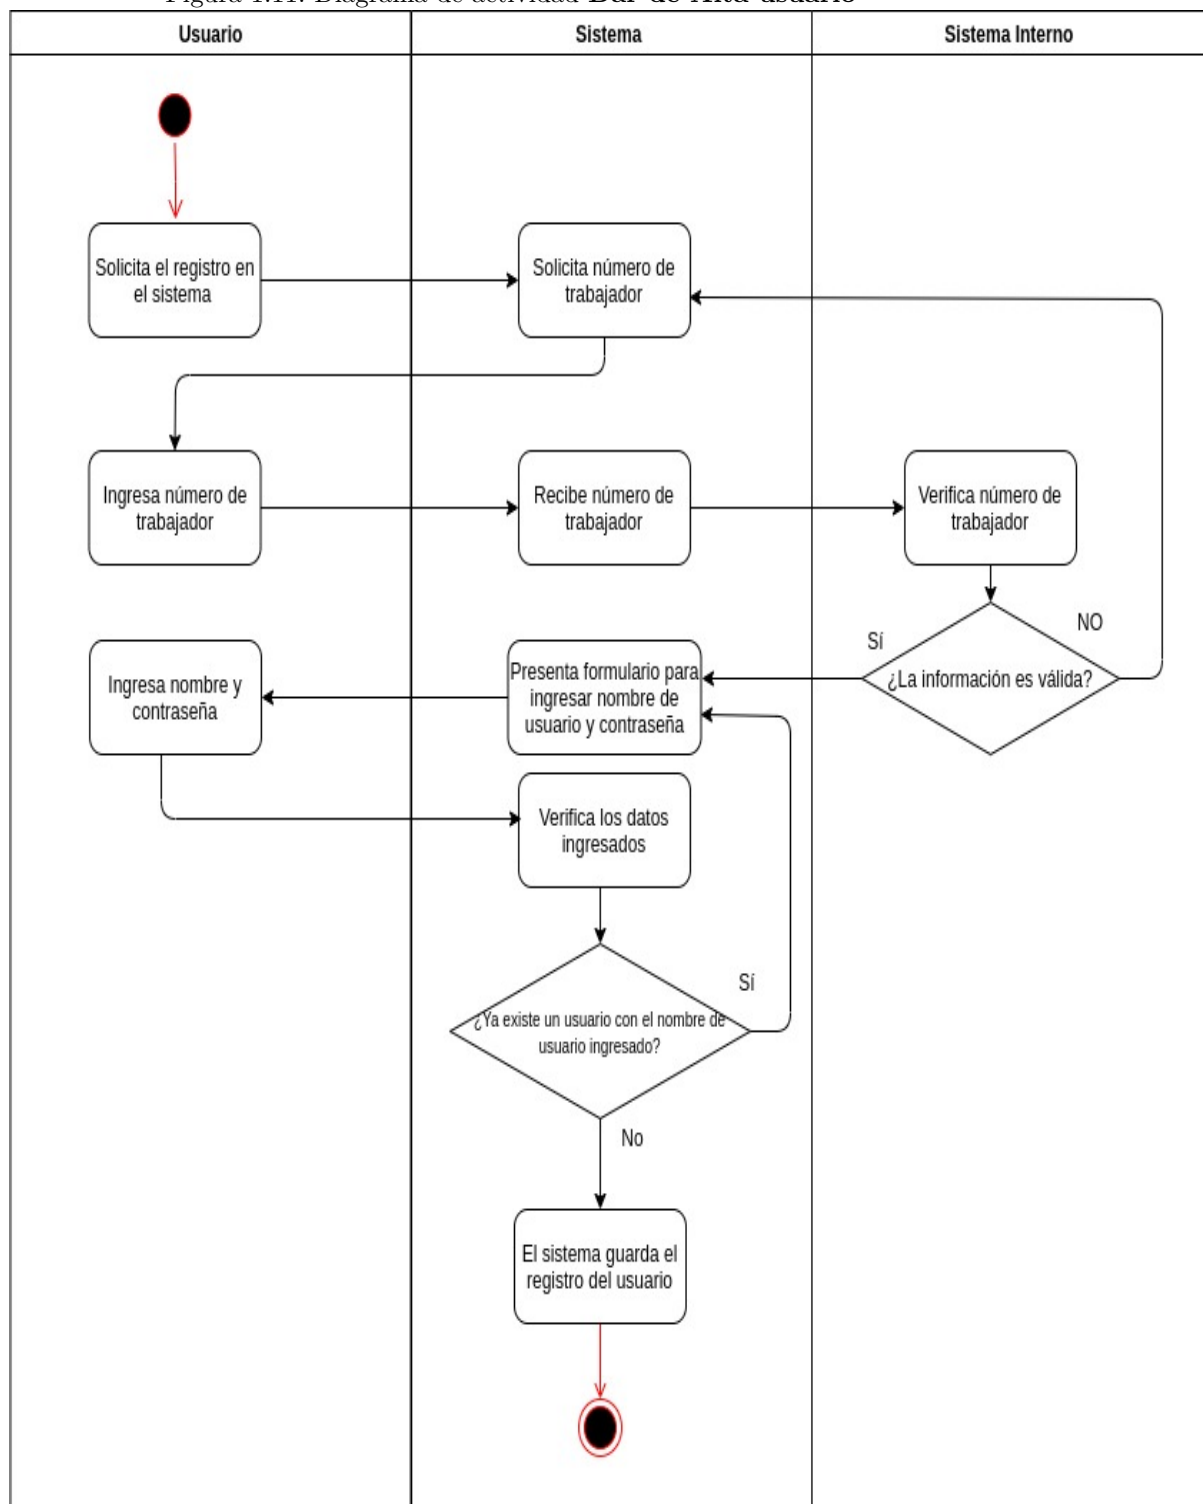 Figura 1.11: Diagrama de actividad Dar de Alta usuario
Usuario
Sistema
Sistema Interno
Solicita el registro en
el sistema
Solicita número de
trabajador
Ingresa número de
trabajador
Recibe número de
trabajador
Verifica número de
trabajador
Sí
NO
¿La información es válida?
Presenta formulario para
ingresar nombre de
usuario y contraseña
Ingresa nombre y
contraseña
Verifica los datos
ingresados
Sí
¿Ya existe un usuario con el nombre de
usuario ingresado?
No
El sistema guarda el
registro del usuario